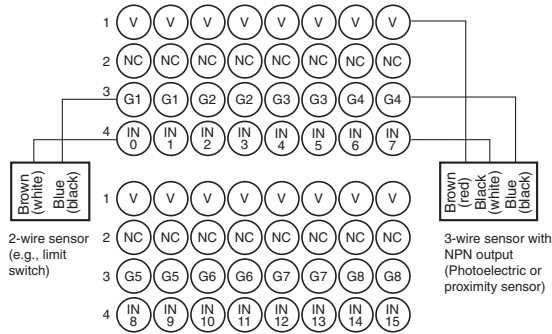 1 V V V V V V V V
2 NC NC NC NC NC NC NC NC
3 G1 G1 G2 G2 G3 G3 G4 G4
4 IN 0 IN 1 IN 2 IN 3 IN 4 IN 5 IN 6 IN 7
Brown (white)
Blue (black)
2-wire sensor
(e.g., limit
switch)
Brown (red)
Black (white)
Blue (black)
3-wire sensor with
NPN output
(Photoelectric or
proximity sensor)
1 V V V V V V V V
2 NC NC NC NC NC NC NC NC
3 G5 G5 G6 G6 G7 G7 G8 G8
4 IN 8 IN 9 IN 10 IN 11 IN 12 IN 13 IN 14 IN 15